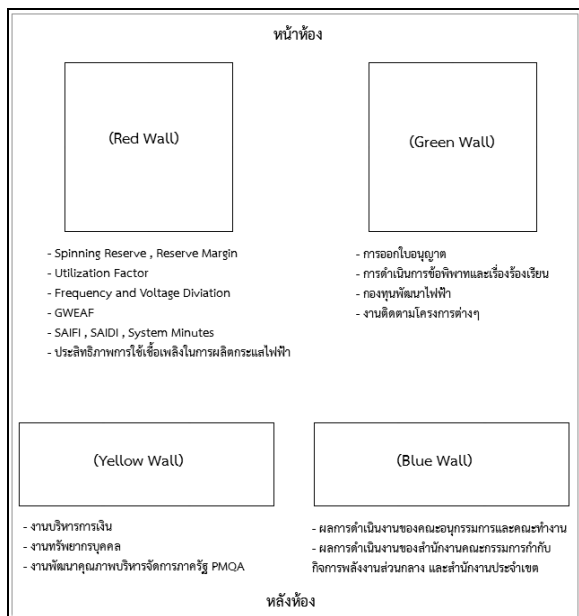 หน้าห้อง
(Red Wall)
(Green Wall)
- Spinning Reserve , Reserve Margin
- Utilization Factor
- Frequency and Voltage Diviation
- GWEAF
- SAIFI , SAIDI , System Minutes
- ประสิทธิภาพการใช้เชื้อเพลิงในการผลิตกระแสไฟฟ้า
- การออกใบอนุญาต
- การดำเนินการข้อพิพาทและเรื่องร้องเรียน
- กองทุนพัฒนาไฟฟ้า
- งานติดตามโครงการต่างๆ
(Yellow Wall)
(Blue Wall)
- งานบริหารการเงิน
- งานทรัพยากรบุคคล
- งานพัฒนาคุณภาพบริหารจัดการภาครัฐ PMQA
- ผลการดำเนินงานของคณะอนุกรรมการและคณะทำงาน
- ผลการดำเนินงานของสำนักงานคณะกรรมการกำกับ
กิจการพลังงานส่วนกลาง และสำนักงานประจำเขต
หลังห้อง